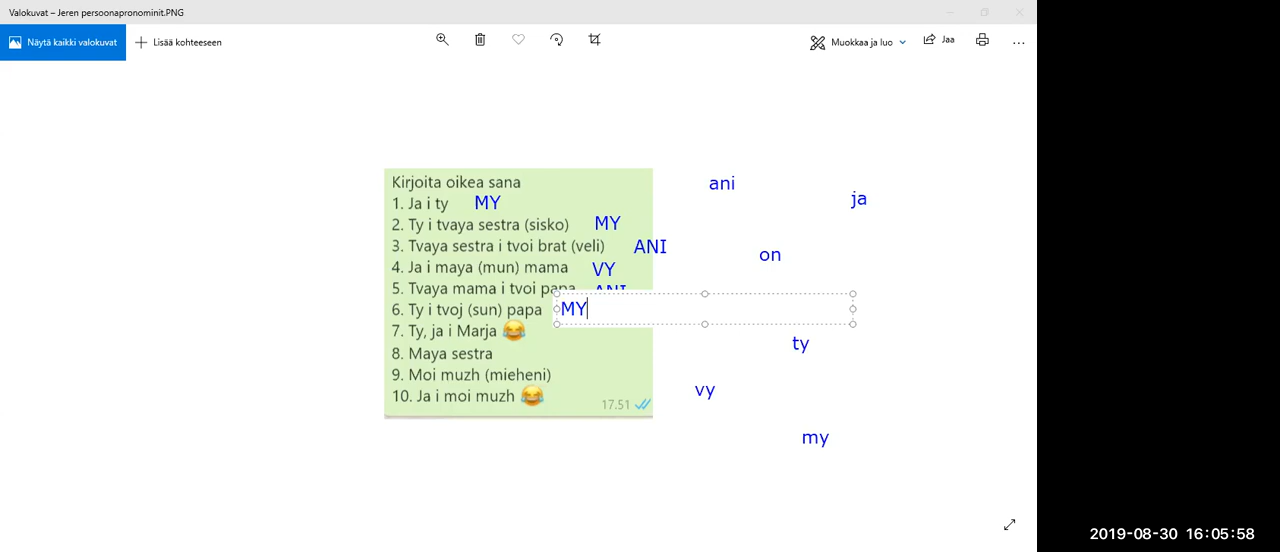 Valokuvat – Jeren persoonapronominit.PNG
Näytä kaikki valokuvat
Lisää kohteeseen
Muokkaa ja luo
Jaa
Kirjoita oikea sana
1. Ja i ty MY
2. Ty i tvaya sestra (sisko) MY
3. Tvaya sestra i tvoi brat (veli) ANI
4. Ja i maya (mun) mama VY
5. Tvaya mama i tvoi papa ANI
6. Ty i tvoj (sun) papa MY
7. Ty, ja i Marja 😂
8. Maya sestra
9. Moi muzh (mieheni)
10. Ja i moi muzh 😂
17.51
ani
ja
on
ty
vy
my
2019-08-30 16:05:58